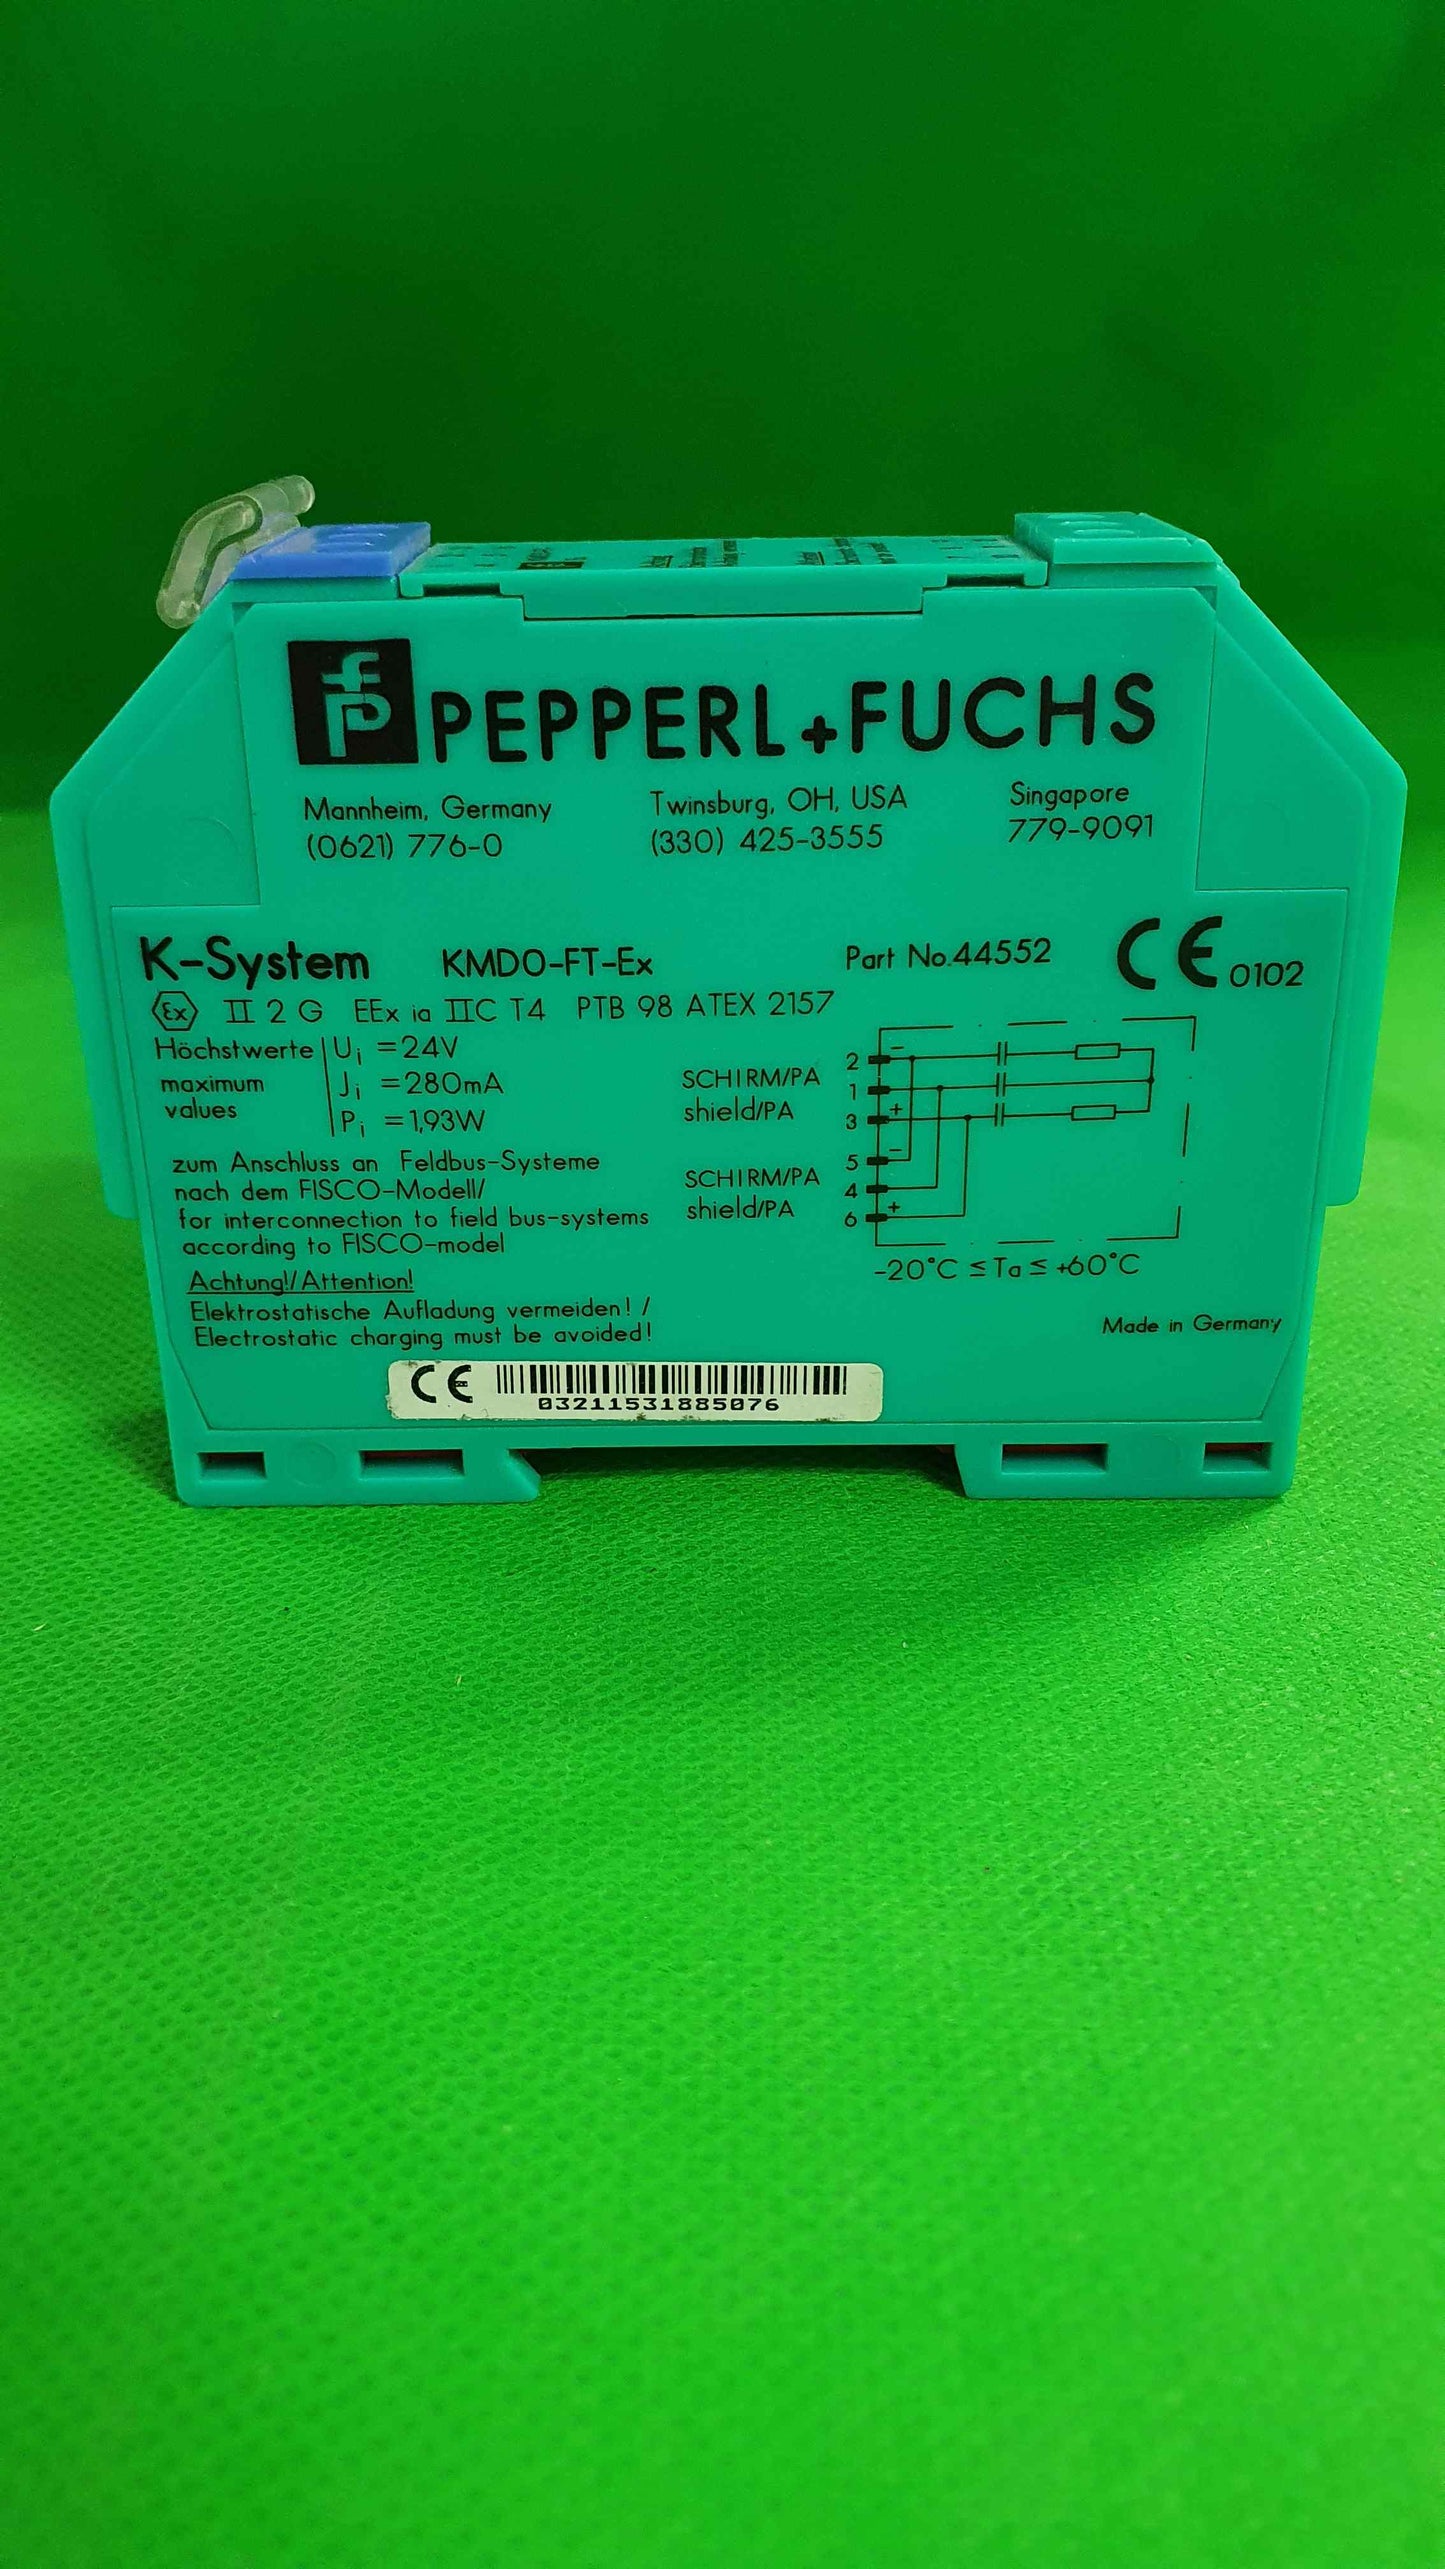 PEPPERL+FUCHS
Mannheim, Germany Twinsburg, OH, USA Singapore
(0621) 776-0 (330) 425-3555 779-9091
K-System KMD0-FT-Ex Part No.44552 CE 0102
Ex II 2 G EEx ia IIC T4 PTB 98 ATEX 2157
Höchstwerte Ui =24V
maximum Ji =280mA
values Pi =1,93W
2 −
SCHIRM/PA 1
shield/PA 3 +
5 −
SCHIRM/PA 4
shield/PA 6 +
-20°C ≤Ta≤ +60°C
zum Anschluss an Feldbus-Systeme
nach dem FISCO-Modell/
for interconnection to field bus-systems
according to FISCO-model
Achtung!/Attention!
Elektrostatische Aufladung vermeiden! /
Electrostatic charging must be avoided!
Made in Germany
CE 03211531885076